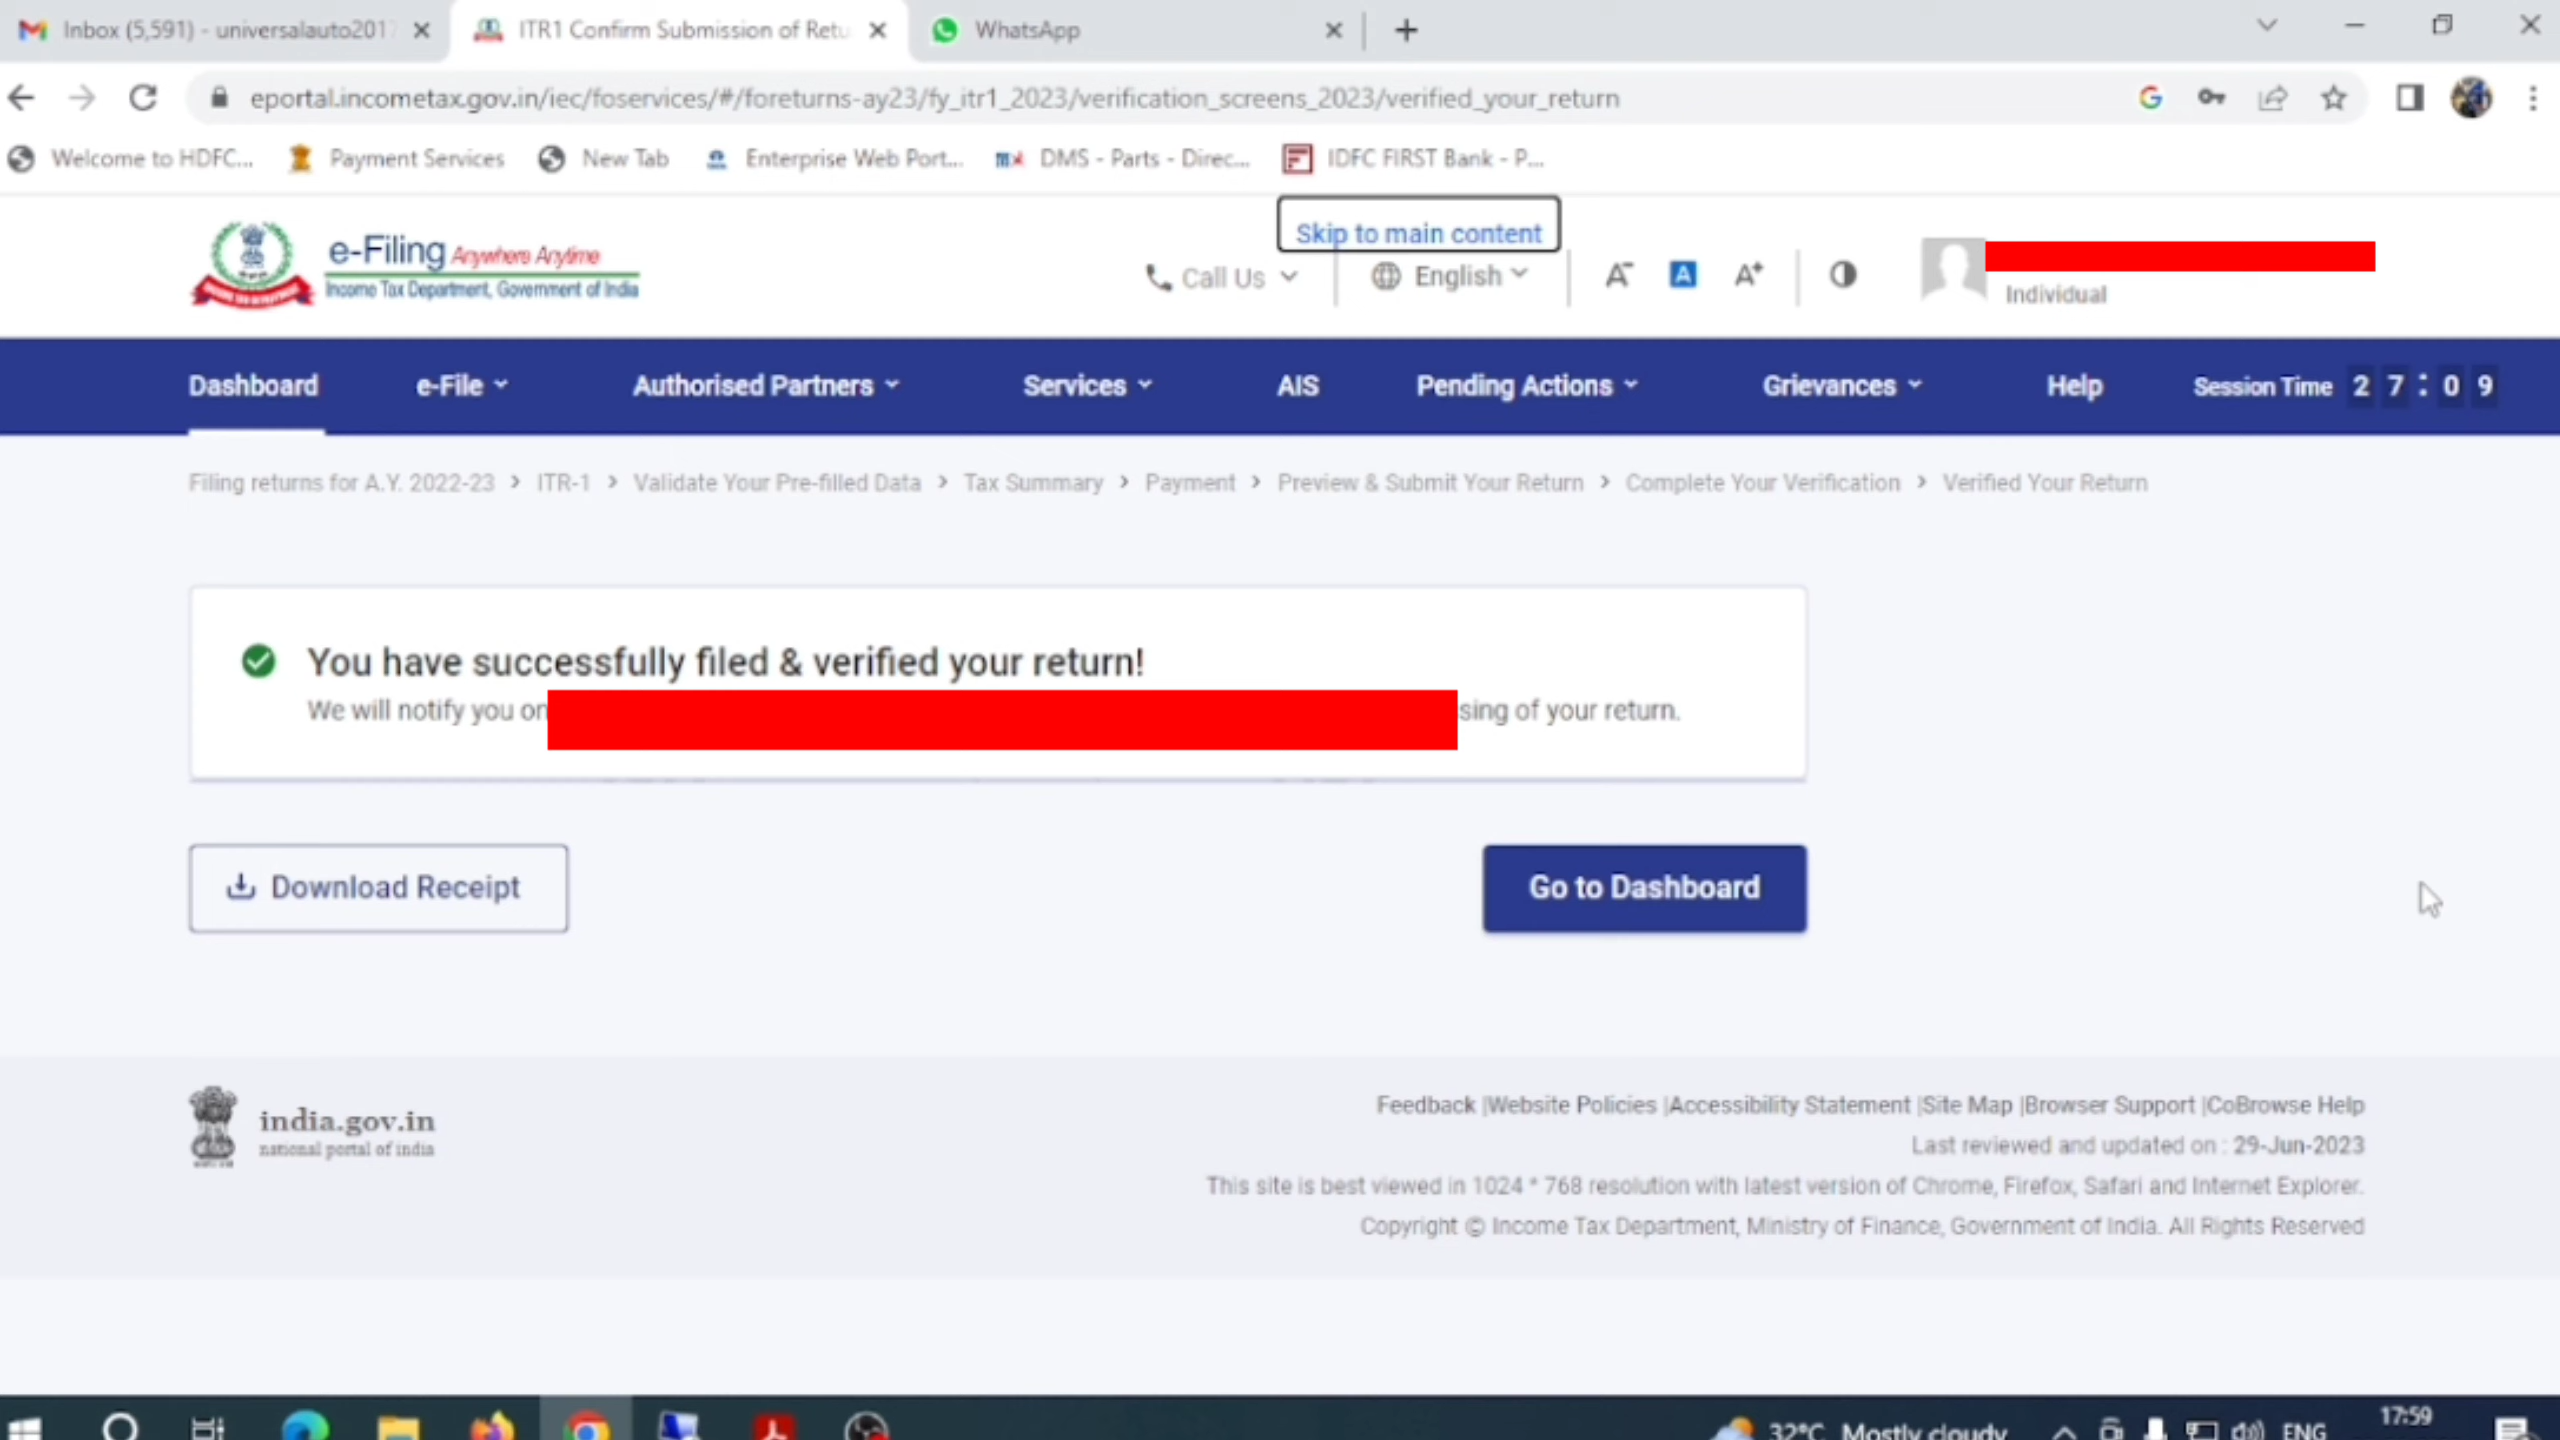 Inbox (5,591) - universalauto2017
ITR1 Confirm Submission of Retu
WhatsApp
eportal.incometax.gov.in/iec/foservices/#/foreturns-ay23/fy_itr1_2023/verification_screens_2023/verified_your_return
Welcome to HDFC...
Payment Services
New Tab
Enterprise Web Port...
DMS - Parts - Direc...
IDFC FIRST Bank - P...
Skip to main content
e-Filing Anywhere Anytime
Income Tax Department, Government of India
Call Us
English
A- A A+
Individual
Dashboard e-File Authorised Partners Services AIS Pending Actions Grievances Help Session Time 27:09
Filing returns for A.Y. 2022-23 > ITR-1 > Validate Your Pre-filled Data > Tax Summary > Payment > Preview & Submit Your Return > Complete Your Verification > Verified Your Return
You have successfully filed & verified your return!
We will notify you on
sing of your return.
Download Receipt
Go to Dashboard
india.gov.in
national portal of india
Feedback |Website Policies |Accessibility Statement |Site Map |Browser Support |CoBrowse Help
Last reviewed and updated on : 29-Jun-2023
This site is best viewed in 1024 * 768 resolution with latest version of Chrome, Firefox, Safari and Internet Explorer.
Copyright © Income Tax Department, Ministry of Finance, Government of India. All Rights Reserved
32°C Mostly cloudy
ENG
17:59